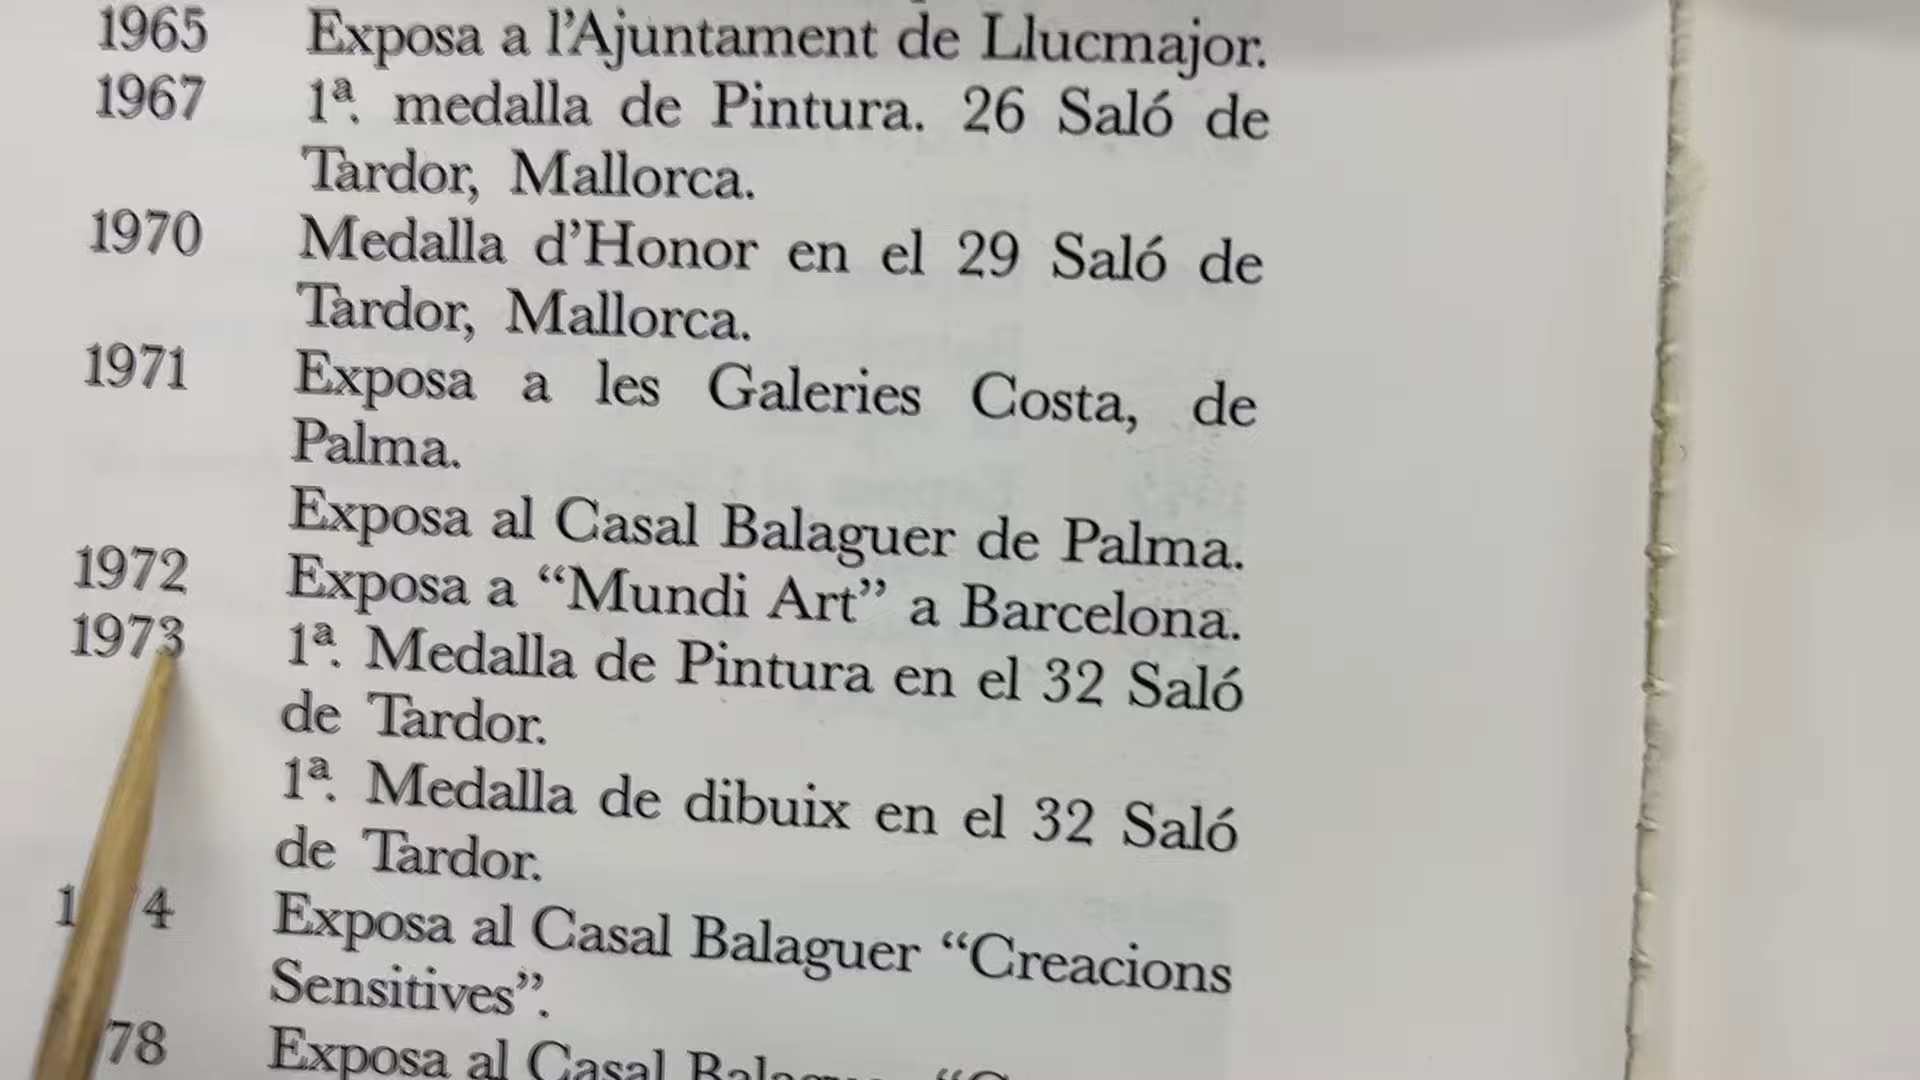 1965 Exposa a l’Ajuntament de Llucmajor.
1967 1ª. medalla de Pintura. 26 Saló de
Tardor, Mallorca.
1970 Medalla d’Honor en el 29 Saló de
Tardor, Mallorca.
1971 Exposa a les Galeries Costa, de
Palma.
Exposa al Casal Balaguer de Palma.
1972 Exposa a “Mundi Art” a Barcelona.
1973 1ª. Medalla de Pintura en el 32 Saló
de Tardor.
1ª. Medalla de dibuix en el 32 Saló
de Tardor.
Exposa al Casal Balaguer “Creacions
Sensitives”.
78 Exposa al Casal